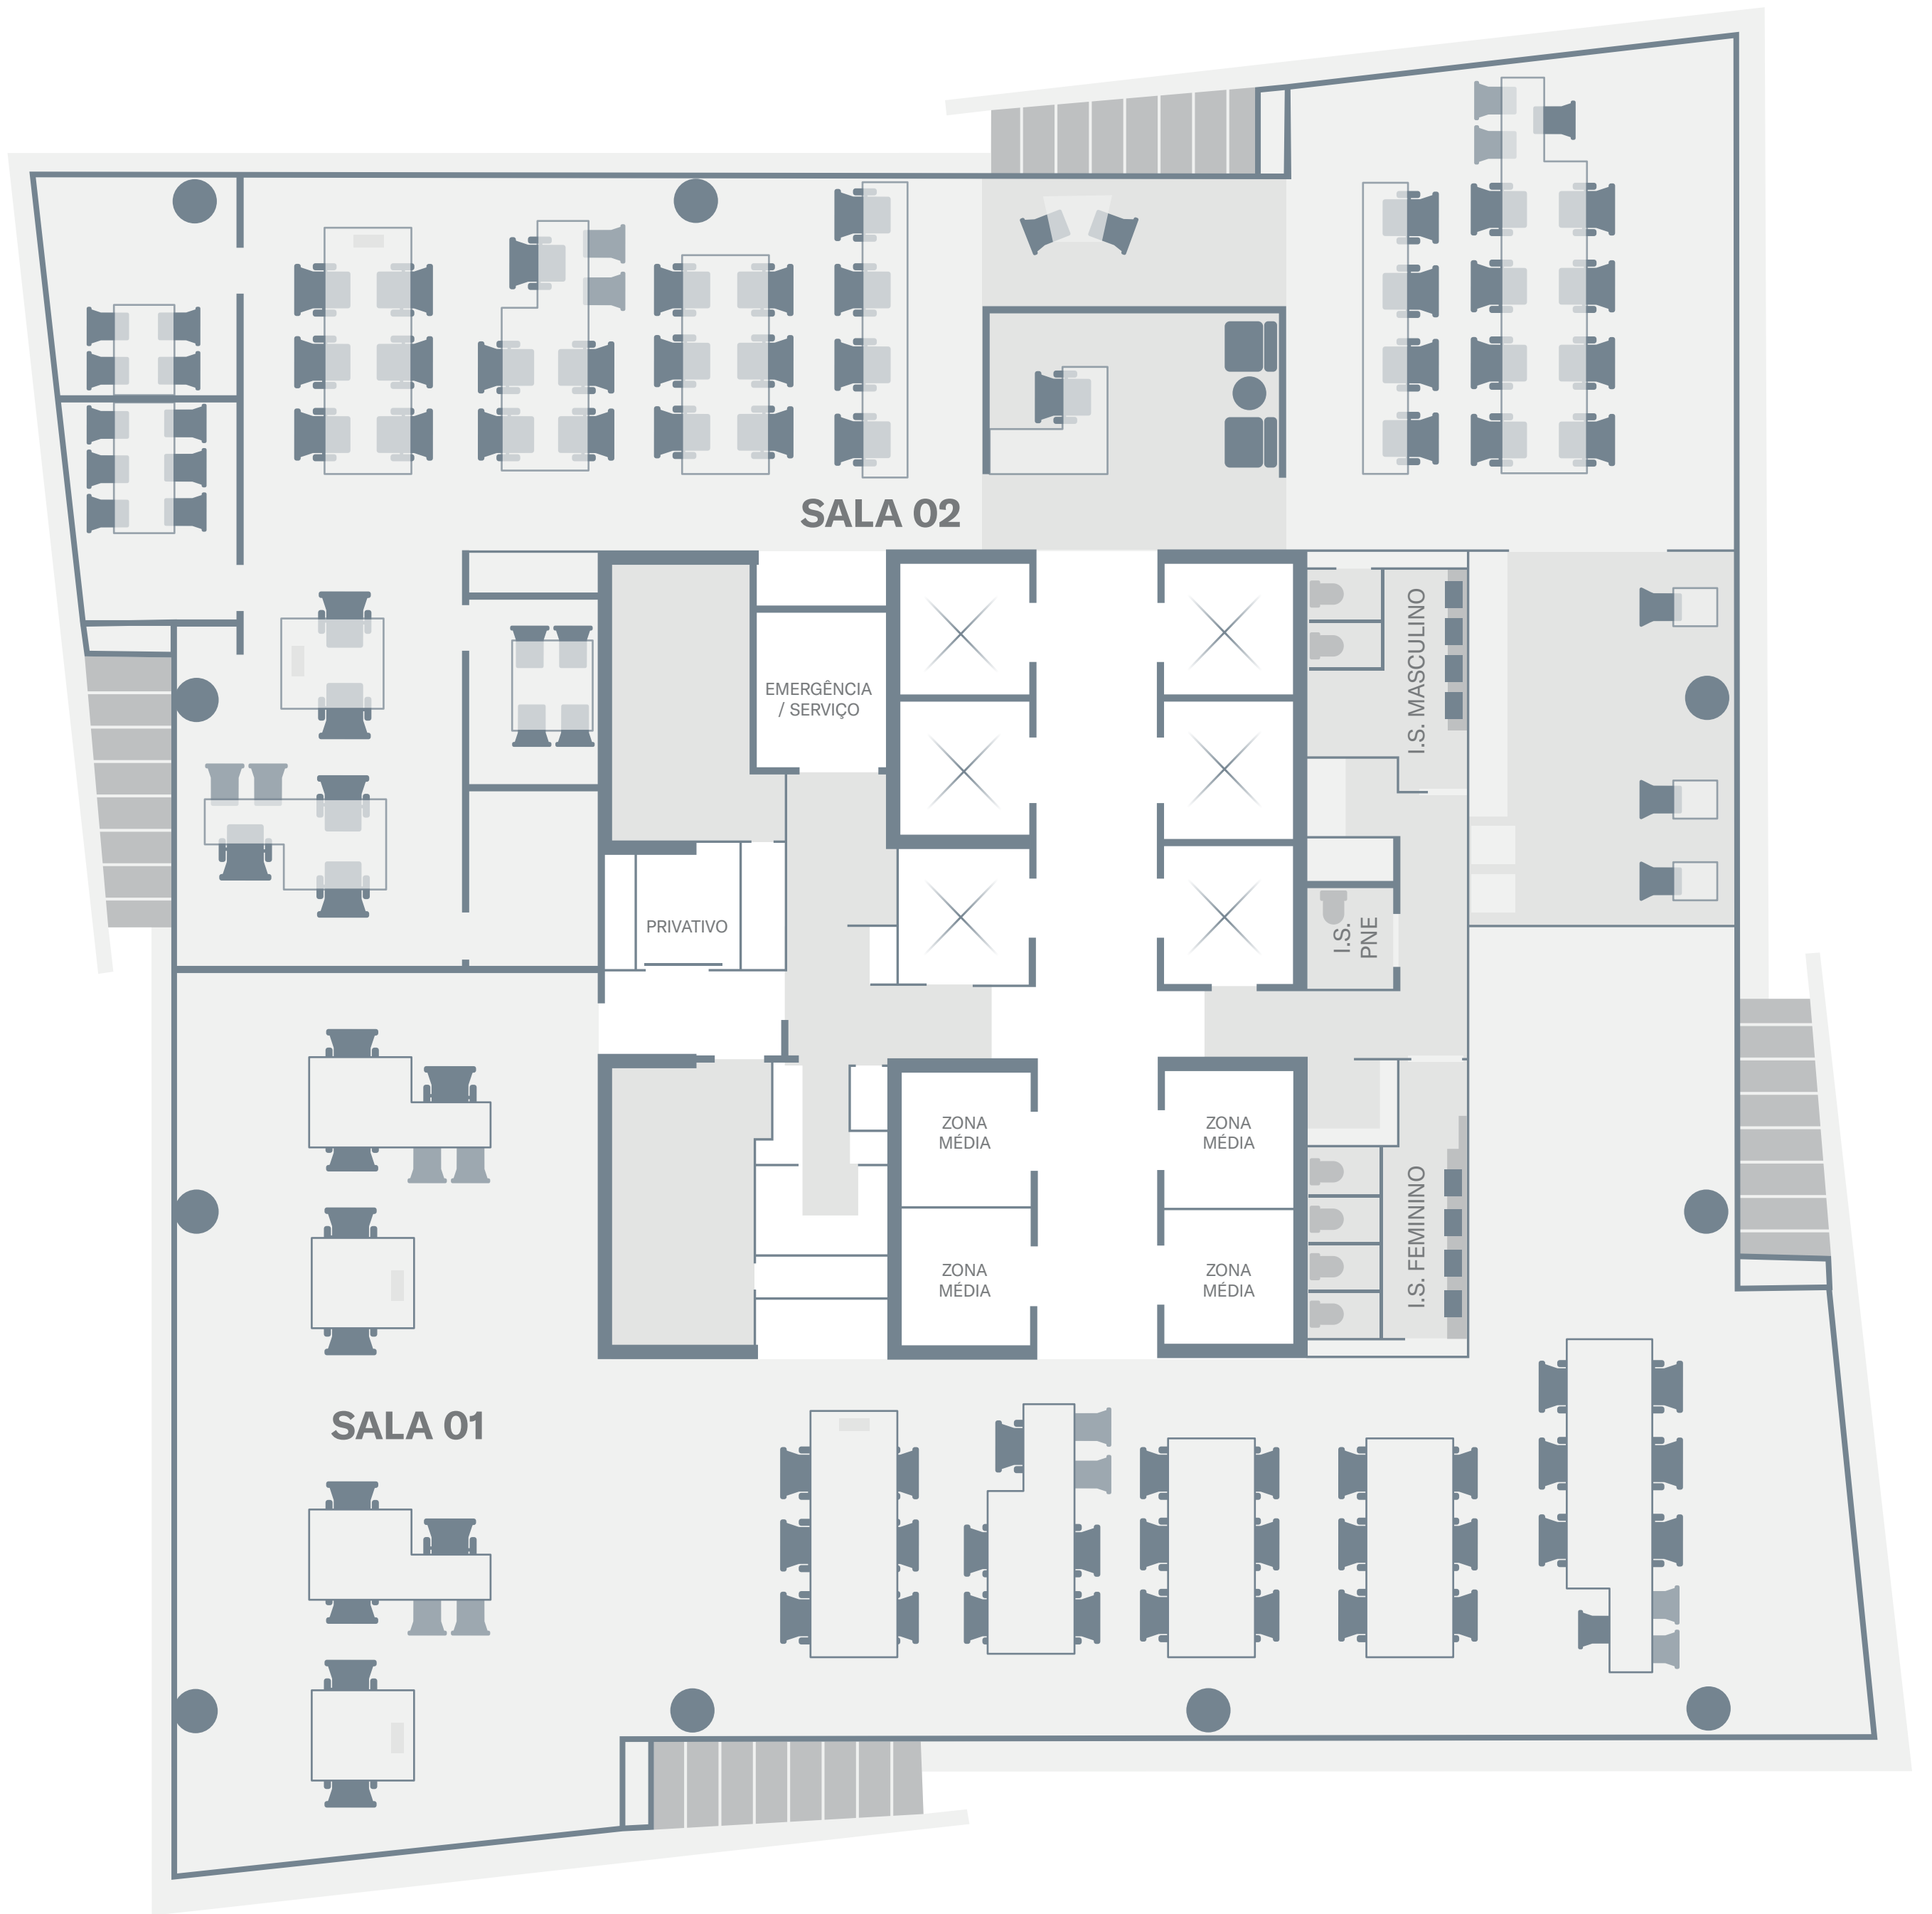 SALA 02
EMERGÊNCIA
/ SERVIÇO
I.S. MASCULINO
PRIVATIVO
I.S.
PNE
ZONA
MÉDIA
ZONA
MÉDIA
I.S. FEMININO
ZONA
MÉDIA
ZONA
MÉDIA
SALA 01